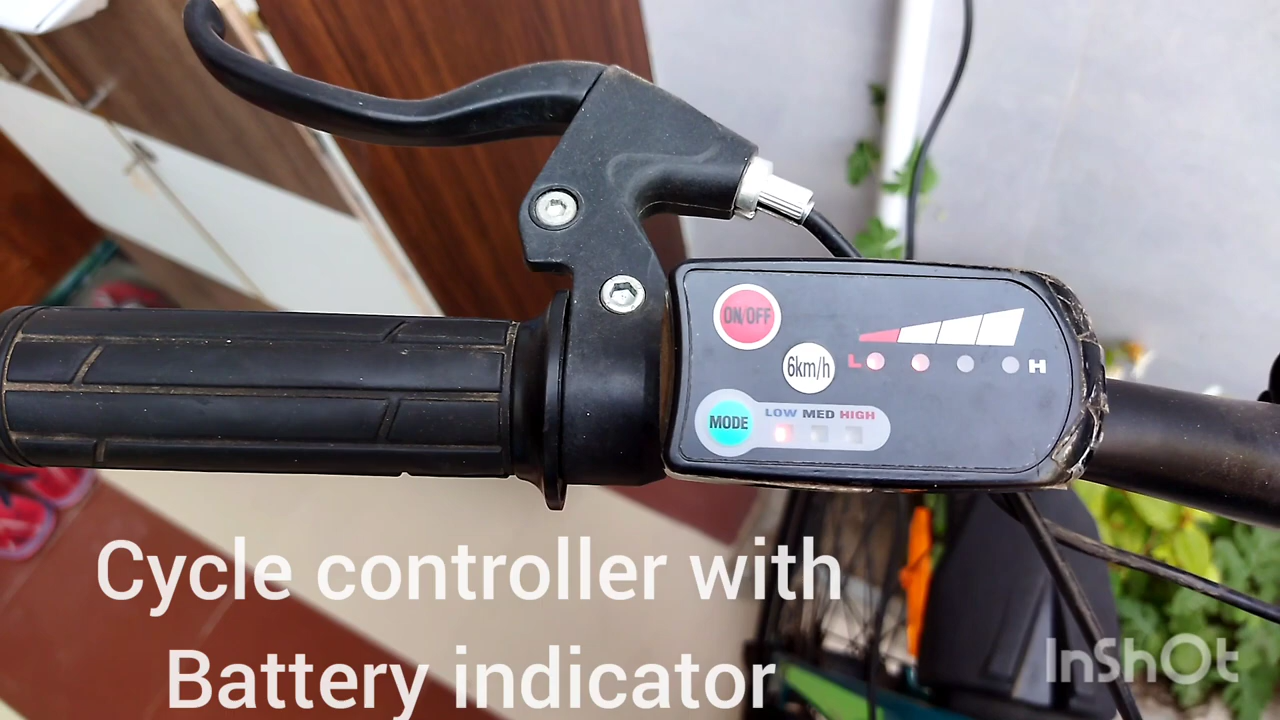 ON/OFF
6km/h
L H
MODE
LOW MED HIGH
Cycle controller with
Battery indicator
InShOt